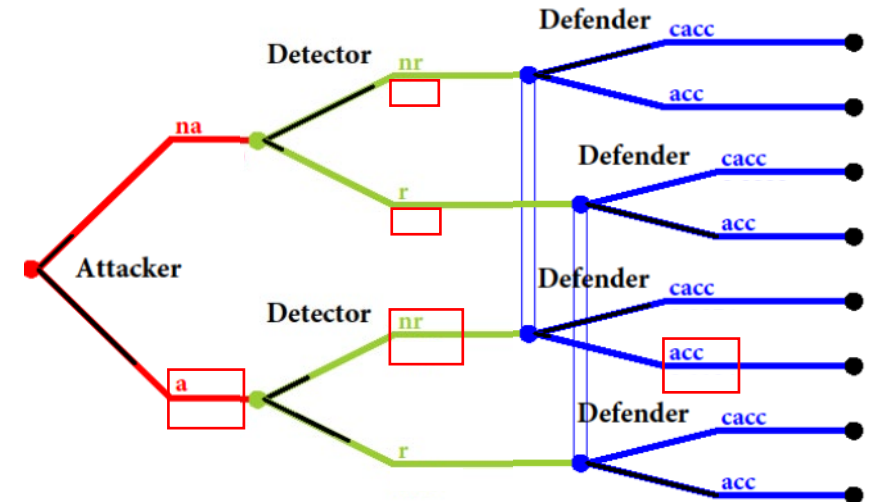 Defender
cacc
Detector
nr
acc
na
Defender
cacc
r
acc
Attacker
Defender
cacc
Detector
nr
acc
a
Defender
cacc
r
acc